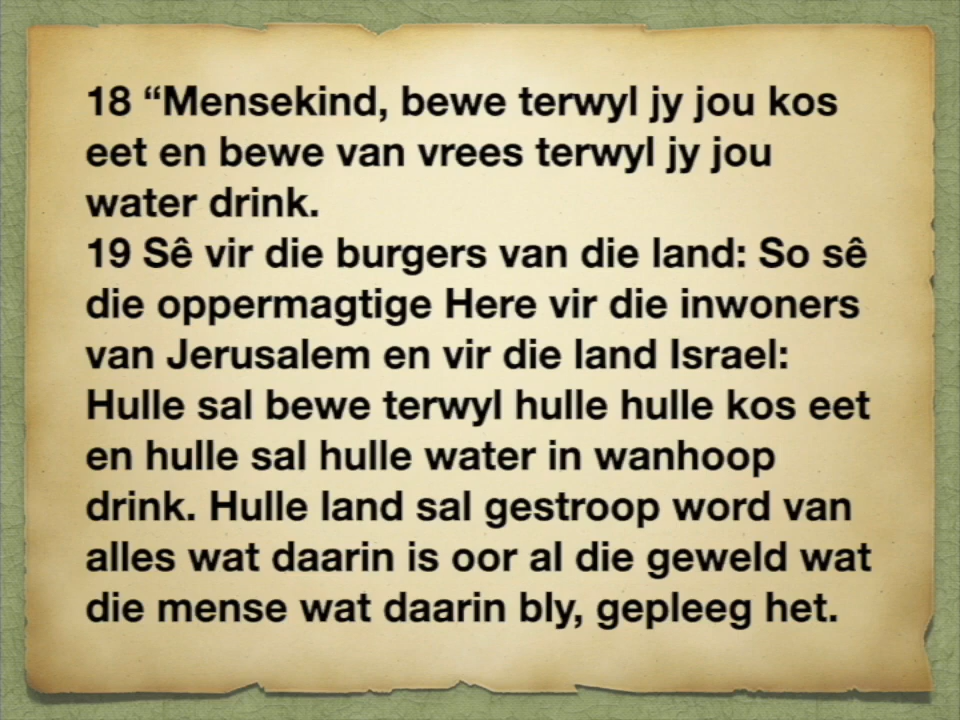 18 “Mensekind, bewe terwyl jy jou kos
eet en bewe van vrees terwyl jy jou
water drink.
19 Sê vir die burgers van die land: So sê
die oppermagtige Here vir die inwoners
van Jerusalem en vir die land Israel:
Hulle sal bewe terwyl hulle hulle kos eet
en hulle sal hulle water in wanhoop
drink. Hulle land sal gestroop word van
alles wat daarin is oor al die geweld wat
die mense wat daarin bly, gepleeg het.